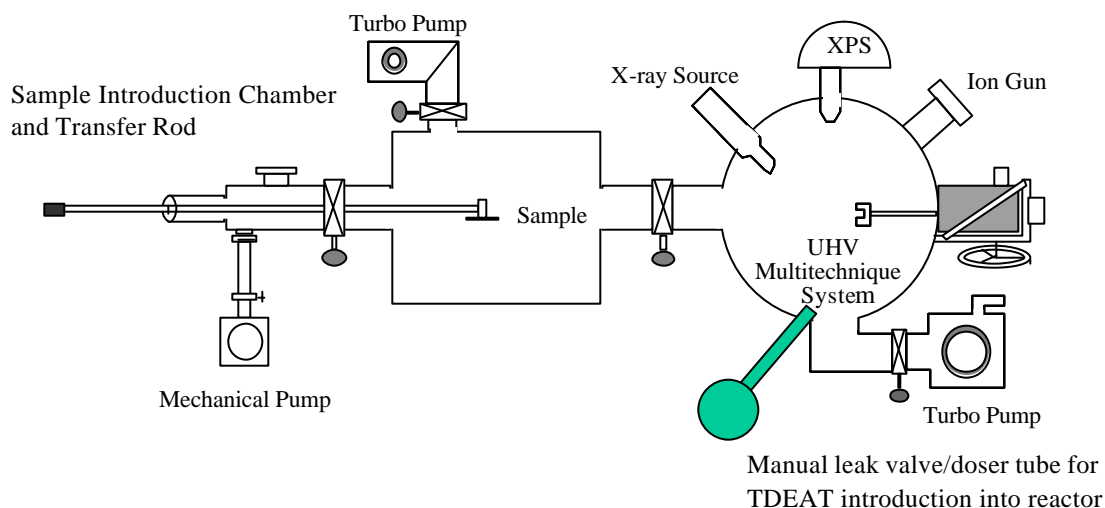 Turbo Pump
XPS
X-ray Source
Ion Gun
Sample Introduction Chamber
and Transfer Rod
Sample
UHV
Multitechnique
System
Mechanical Pump
Turbo Pump
Manual leak valve/doser tube for
TDEAT introduction into reactor